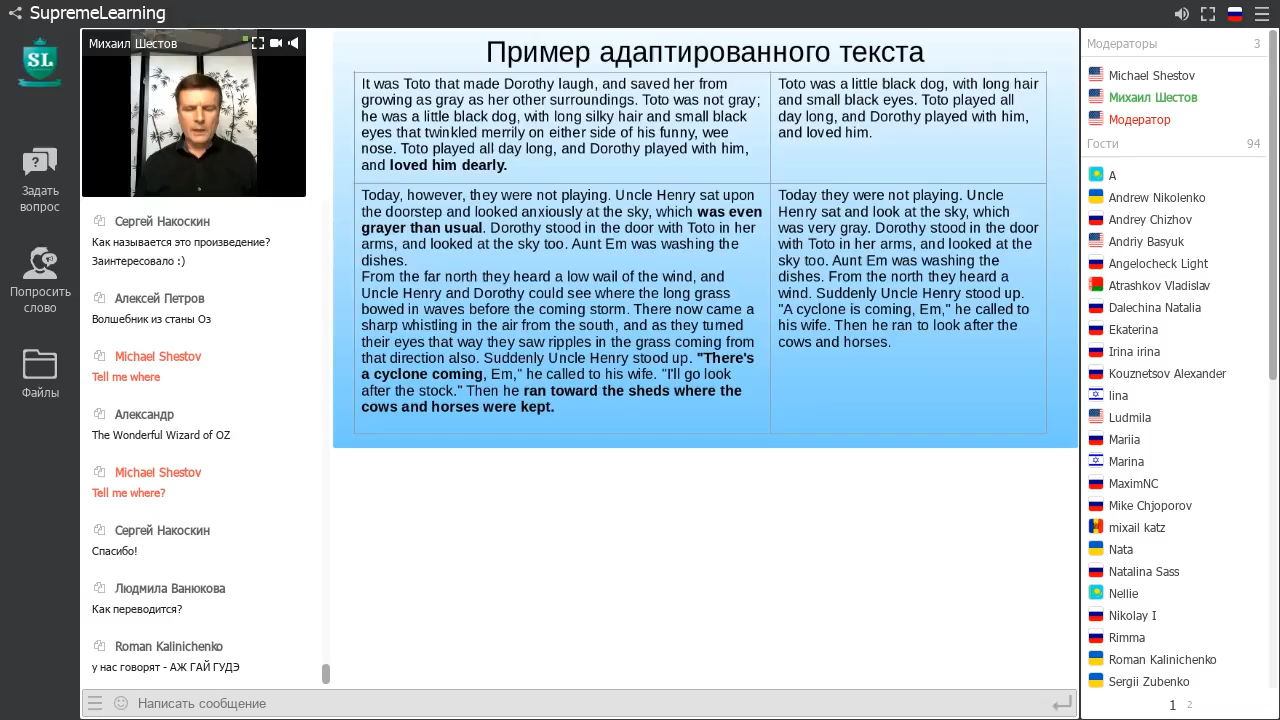 SupremeLearning
SL
Задать
вопрос
Попросить
слово
Файлы
Михаил Шестов
Сергей Накоскин
Как называется это произведение?
Заинтересовало :)
Алексей Петров
Волшебник из станы Оз
Michael Shestov
Tell me where
Александр
The Wonderful Wizard of OZ
Michael Shestov
Tell me where?
Сергей Накоскин
Спасибо!
Людмила Ванюкова
Как переводится?
Roman Kalinichenko
у нас говорят - АЖ ГАЙ ГУДЭ
Написать сообщение
Пример адаптированного текста
It was Toto that made Dorothy laugh, and saved her from
growing as gray as her other surroundings. Toto was not gray;
he was a little black dog, with long silky hair and small black
eyes that twinkled merrily on either side of his funny, wee
nose. Toto played all day long, and Dorothy played with him,
and loved him dearly.
Toto was a little black dog, with long hair
and small black eyes. Toto played all
day long, and Dorothy played with him,
and loved him.
Today, however, they were not playing. Uncle Henry sat upon
the doorstep and looked anxiously at the sky, which was even
grayer than usual. Dorothy stood in the door with Toto in her
arms, and looked at the sky too. Aunt Em was washing the
dishes.
From the far north they heard a low wail of the wind, and
Uncle Henry and Dorothy could see where the long grass
bowed in waves before the coming storm. There now came a
sharp whistling in the air from the south, and as they turned
their eyes that way they saw ripples in the grass coming from
that direction also. Suddenly Uncle Henry stood up. "There's
a cyclone coming, Em," he called to his wife. "I'll go look
after the stock." Then he ran toward the sheds where the
cows and horses were kept.
Today they were not playing. Uncle
Henry sat and look at the sky, which
was very gray. Dorothy stood in the door
with Toto in her arms, and looked at the
sky too. Aunt Em was washing the
dishes. From the north they heard a
wind. Suddenly Uncle Henry stood up.
"A cyclone is coming, Em," he called to
his wife. Then he ran to look after the
cows and horses.
Модераторы 3
Michael Shestov
Михаил Шестов
Модератор
Гости 94
A
Andrew Nikolenko
Andrey Chizhov
Andriy Basyuk
Angelocheck Light
Atrashkov Vladislav
Dalechina Natalia
Ekaterina
Irina irina
Kouznetsov Alexander
lina
Ludmila
Mariia
Marina
MaximNC
Mike Chjoporov
mixail katz
Nata
Natalina Sass
Nellie
Nikolay I
Rimma
Roman Kalinichenko
Sergii Zubenko
1 2